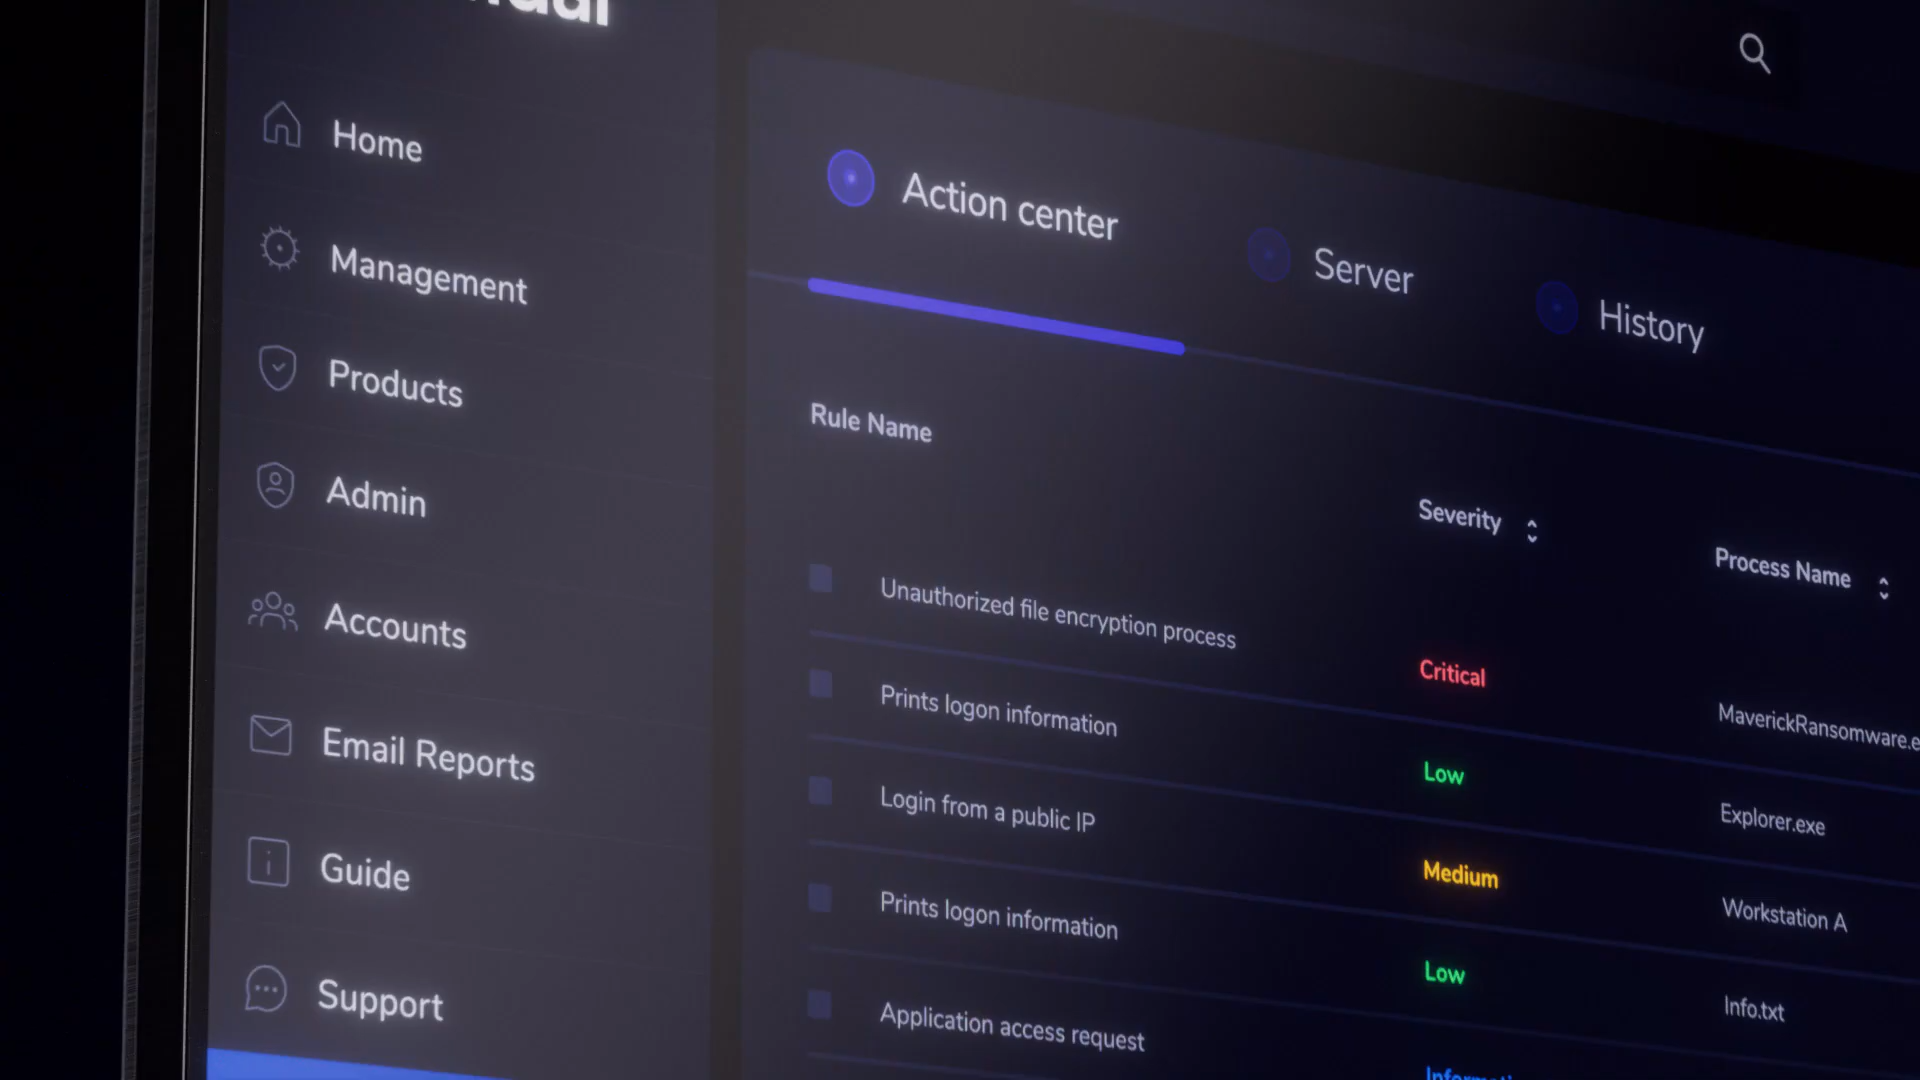 Home
Management
Products
Admin
Accounts
Email Reports
Guide
Support
Action center
Server
History
Rule Name
Severity
Process Name
Unauthorized file encryption process
Critical
Prints logon information
Low
Explorer.exe
Login from a public IP
Medium
Workstation A
Prints logon information
Low
Info.txt
Application access request